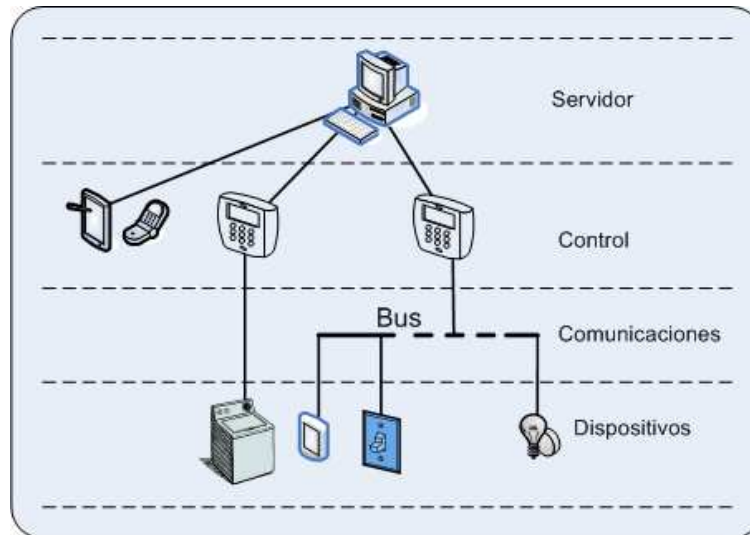 Servidor
Control
Bus
Comunicaciones
Dispositivos